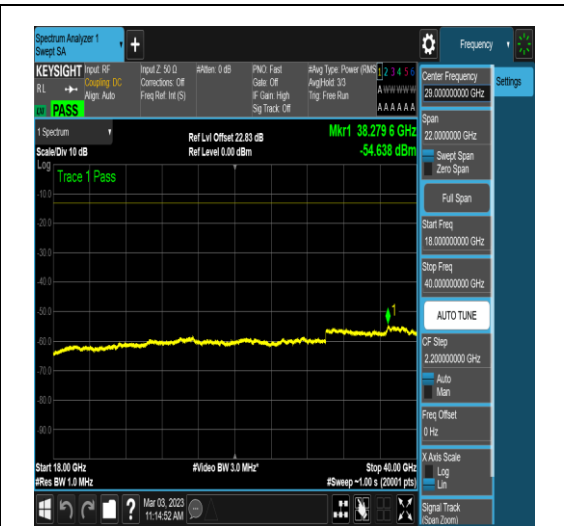 Spectrum Analyzer 1
Swept SA
+
Frequency
KEYSIGHT
Input: RF
Coupling: DC
Align: Auto
Input Z: 50 Ω
Corrections: Off
Freq Ref: Int (S)
#Atten: 0 dB
PNO: Fast
Gate: Off
IF Gain: High
Sig Track: Off
#Avg Type: Power (RMS)
Avg|Hold: 3/3
Trig: Free Run
1 2 3 4 5 6
A W W W W W
A A A A A A
RL
PASS
Center Frequency
29.000000000 GHz
Settings
Span
22.0000000 GHz
Swept Span
Zero Span
Full Span
Start Freq
18.000000000 GHz
Stop Freq
40.000000000 GHz
AUTO TUNE
CF Step
2.200000000 GHz
Auto
Man
Freq Offset
0 Hz
X Axis Scale
Log
Lin
Signal Track
(Span Zoom)
1 Spectrum
Scale/Div 10 dB
Ref Lvl Offset 22.83 dB
Ref Level 0.00 dBm
Mkr1 38.279 6 GHz
-54.638 dBm
Log
Trace 1 Pass
-10.0
-20.0
-30.0
-40.0
-50.0
-60.0
-70.0
-80.0
-90.0
1
Start 18.00 GHz
#Res BW 1.0 MHz
#Video BW 3.0 MHz*
Stop 40.00 GHz
#Sweep ~1.00 s (20001 pts)
?
Mar 03, 2023
11:14:52 AM